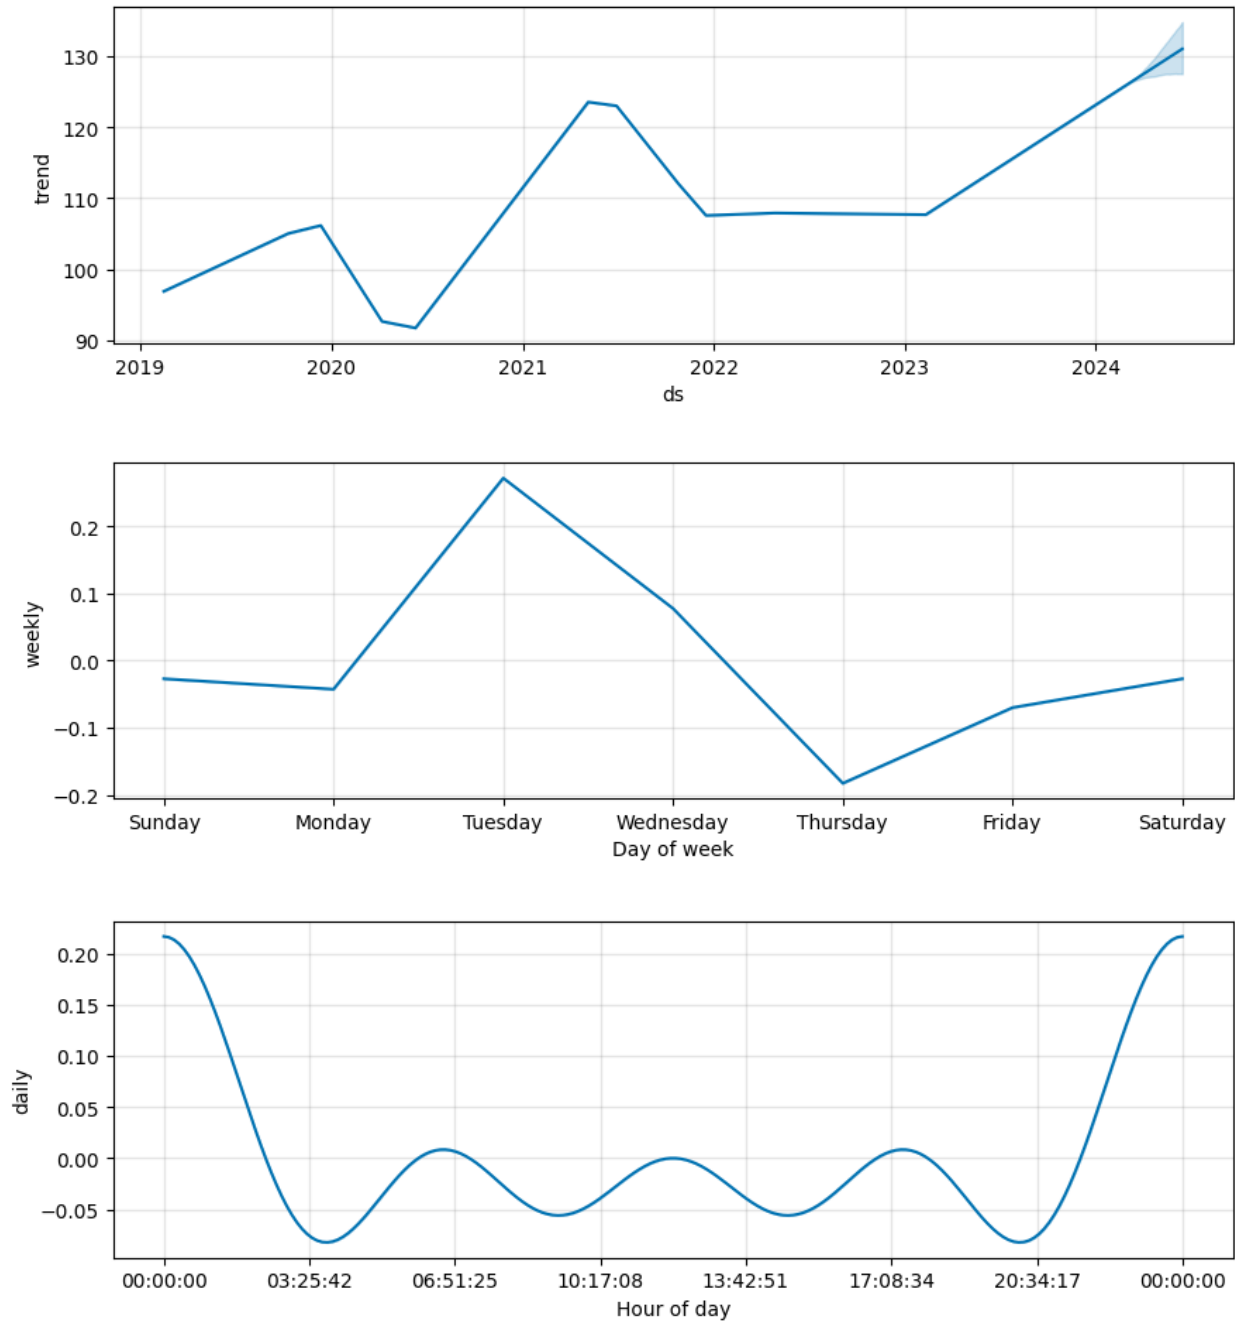 130
120
110
100
90
trend
2019 2020 2021 2022 2023 2024
ds
0.2
0.1
0.0
−0.1
−0.2
weekly
Sunday Monday Tuesday Wednesday Thursday Friday Saturday
Day of week
0.20
0.15
0.10
0.05
0.00
−0.05
daily
00:00:00 03:25:42 06:51:25 10:17:08 13:42:51 17:08:34 20:34:17 00:00:00
Hour of day